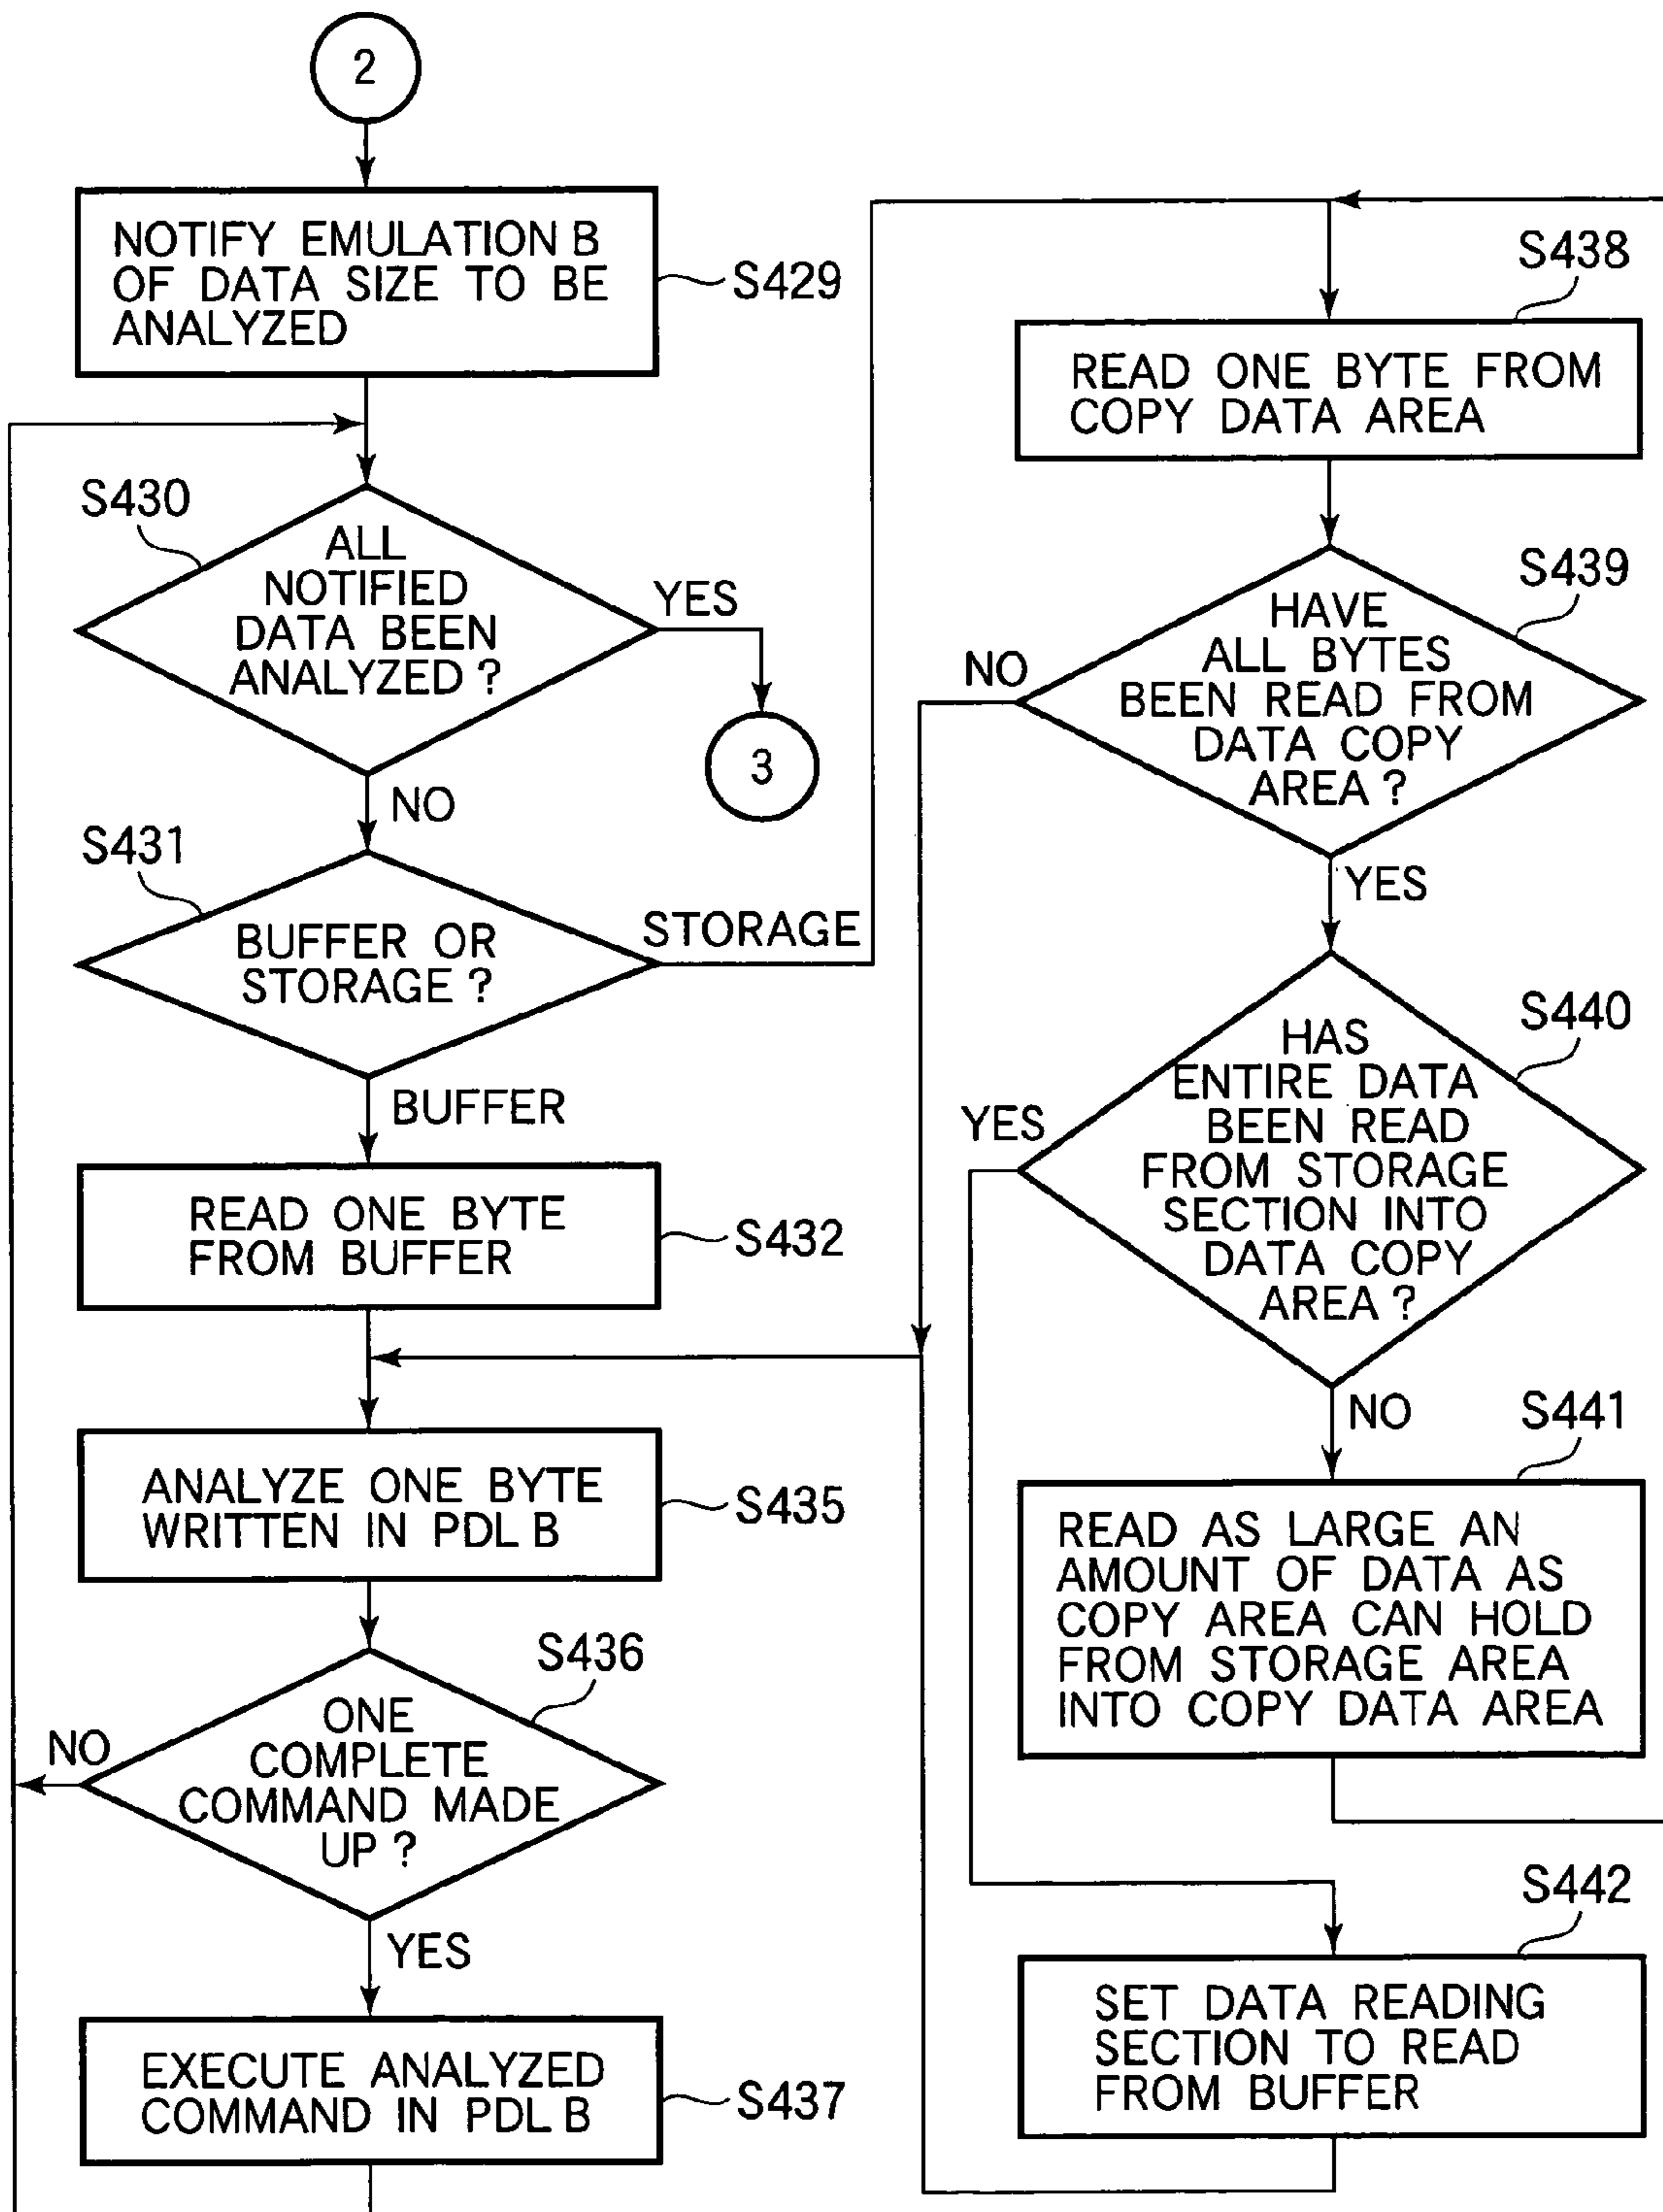 2
NOTIFY EMULATION B
OF DATA SIZE TO BE
ANALYZED
S429
S430
ALL
NOTIFIED
DATA BEEN
ANALYZED ?
YES
3
NO
S431
BUFFER OR
STORAGE ?
STORAGE
BUFFER
READ ONE BYTE
FROM BUFFER
S432
ANALYZE ONE BYTE
WRITTEN IN PDL B
S435
S436
ONE
COMPLETE
COMMAND MADE
UP ?
NO
YES
EXECUTE ANALYZED
COMMAND IN PDL B
S437
S438
READ ONE BYTE FROM
COPY DATA AREA
S439
HAVE
ALL BYTES
BEEN READ FROM
DATA COPY
AREA ?
NO
YES
S440
HAS
ENTIRE DATA
BEEN READ
FROM STORAGE
SECTION INTO
DATA COPY
AREA ?
YES
NO
S441
READ AS LARGE AN
AMOUNT OF DATA AS
COPY AREA CAN HOLD
FROM STORAGE AREA
INTO COPY DATA AREA
S442
SET DATA READING
SECTION TO READ
FROM BUFFER